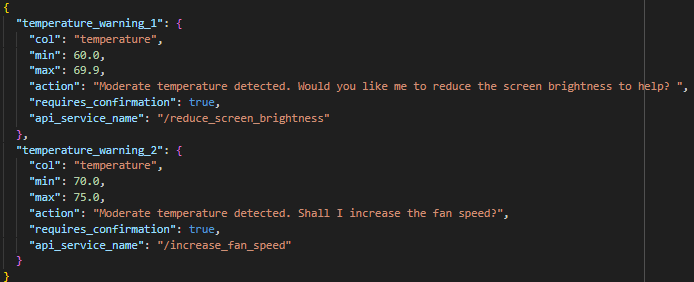 {
"temperature_warning_1": {
"col": "temperature",
"min": 60.0,
"max": 69.9,
"action": "Moderate temperature detected. Would you like me to reduce the screen brightness to help? ",
"requires_confirmation": true,
"api_service_name": "/reduce_screen_brightness"
},
"temperature_warning_2": {
"col": "temperature",
"min": 70.0,
"max": 75.0,
"action": "Moderate temperature detected. Shall I increase the fan speed?",
"requires_confirmation": true,
"api_service_name": "/increase_fan_speed"
}
}